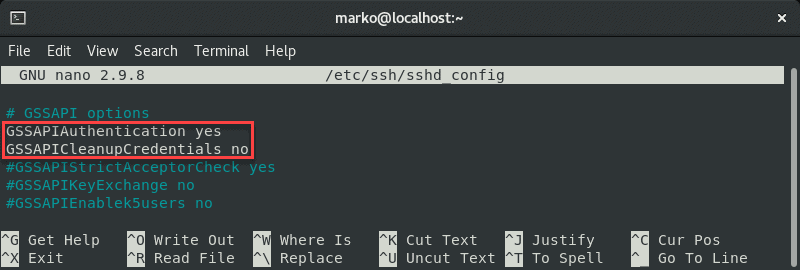 marko@localhost:~
File Edit View Search Terminal Help
GNU nano 2.9.8 /etc/ssh/sshd_config
# GSSAPI options
GSSAPIAuthentication yes
GSSAPICleanupCredentials no
#GSSAPIStrictAcceptorCheck yes
#GSSAPIKeyExchange no
#GSSAPIEnablek5users no
^G Get Help ^O Write Out ^W Where Is ^K Cut Text ^J Justify ^C Cur Pos
^X Exit ^R Read File ^\ Replace ^U Uncut Text ^T To Spell ^_ Go To Line